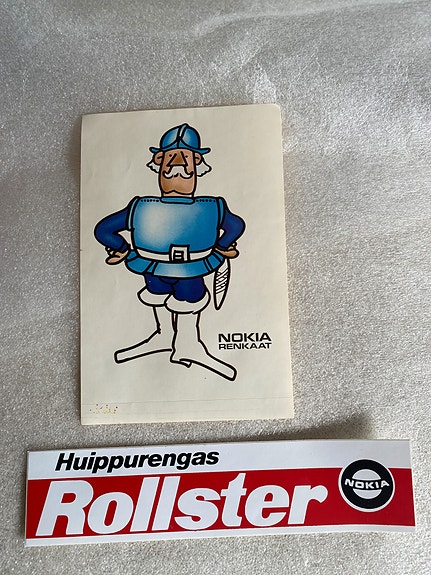 NOKIA
RENKAAT
Huippurengas
Rollster
NOKIA